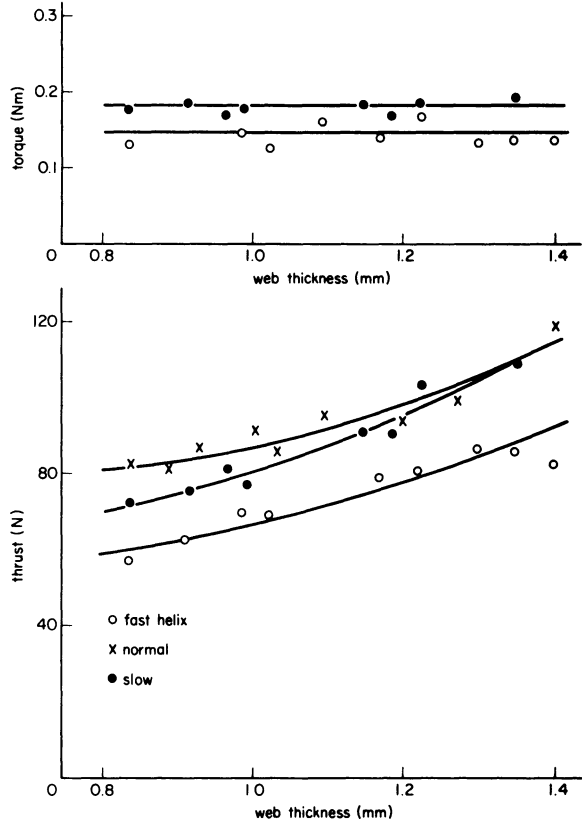 0.3
0.2
torque (Nm)
0.1
0 0.8 1.0 1.2 1.4
web thickness (mm)
120
80
thrust (N)
40
fast helix
x normal
slow
0 0.8 1.0 1.2 1.4
web thickness (mm)